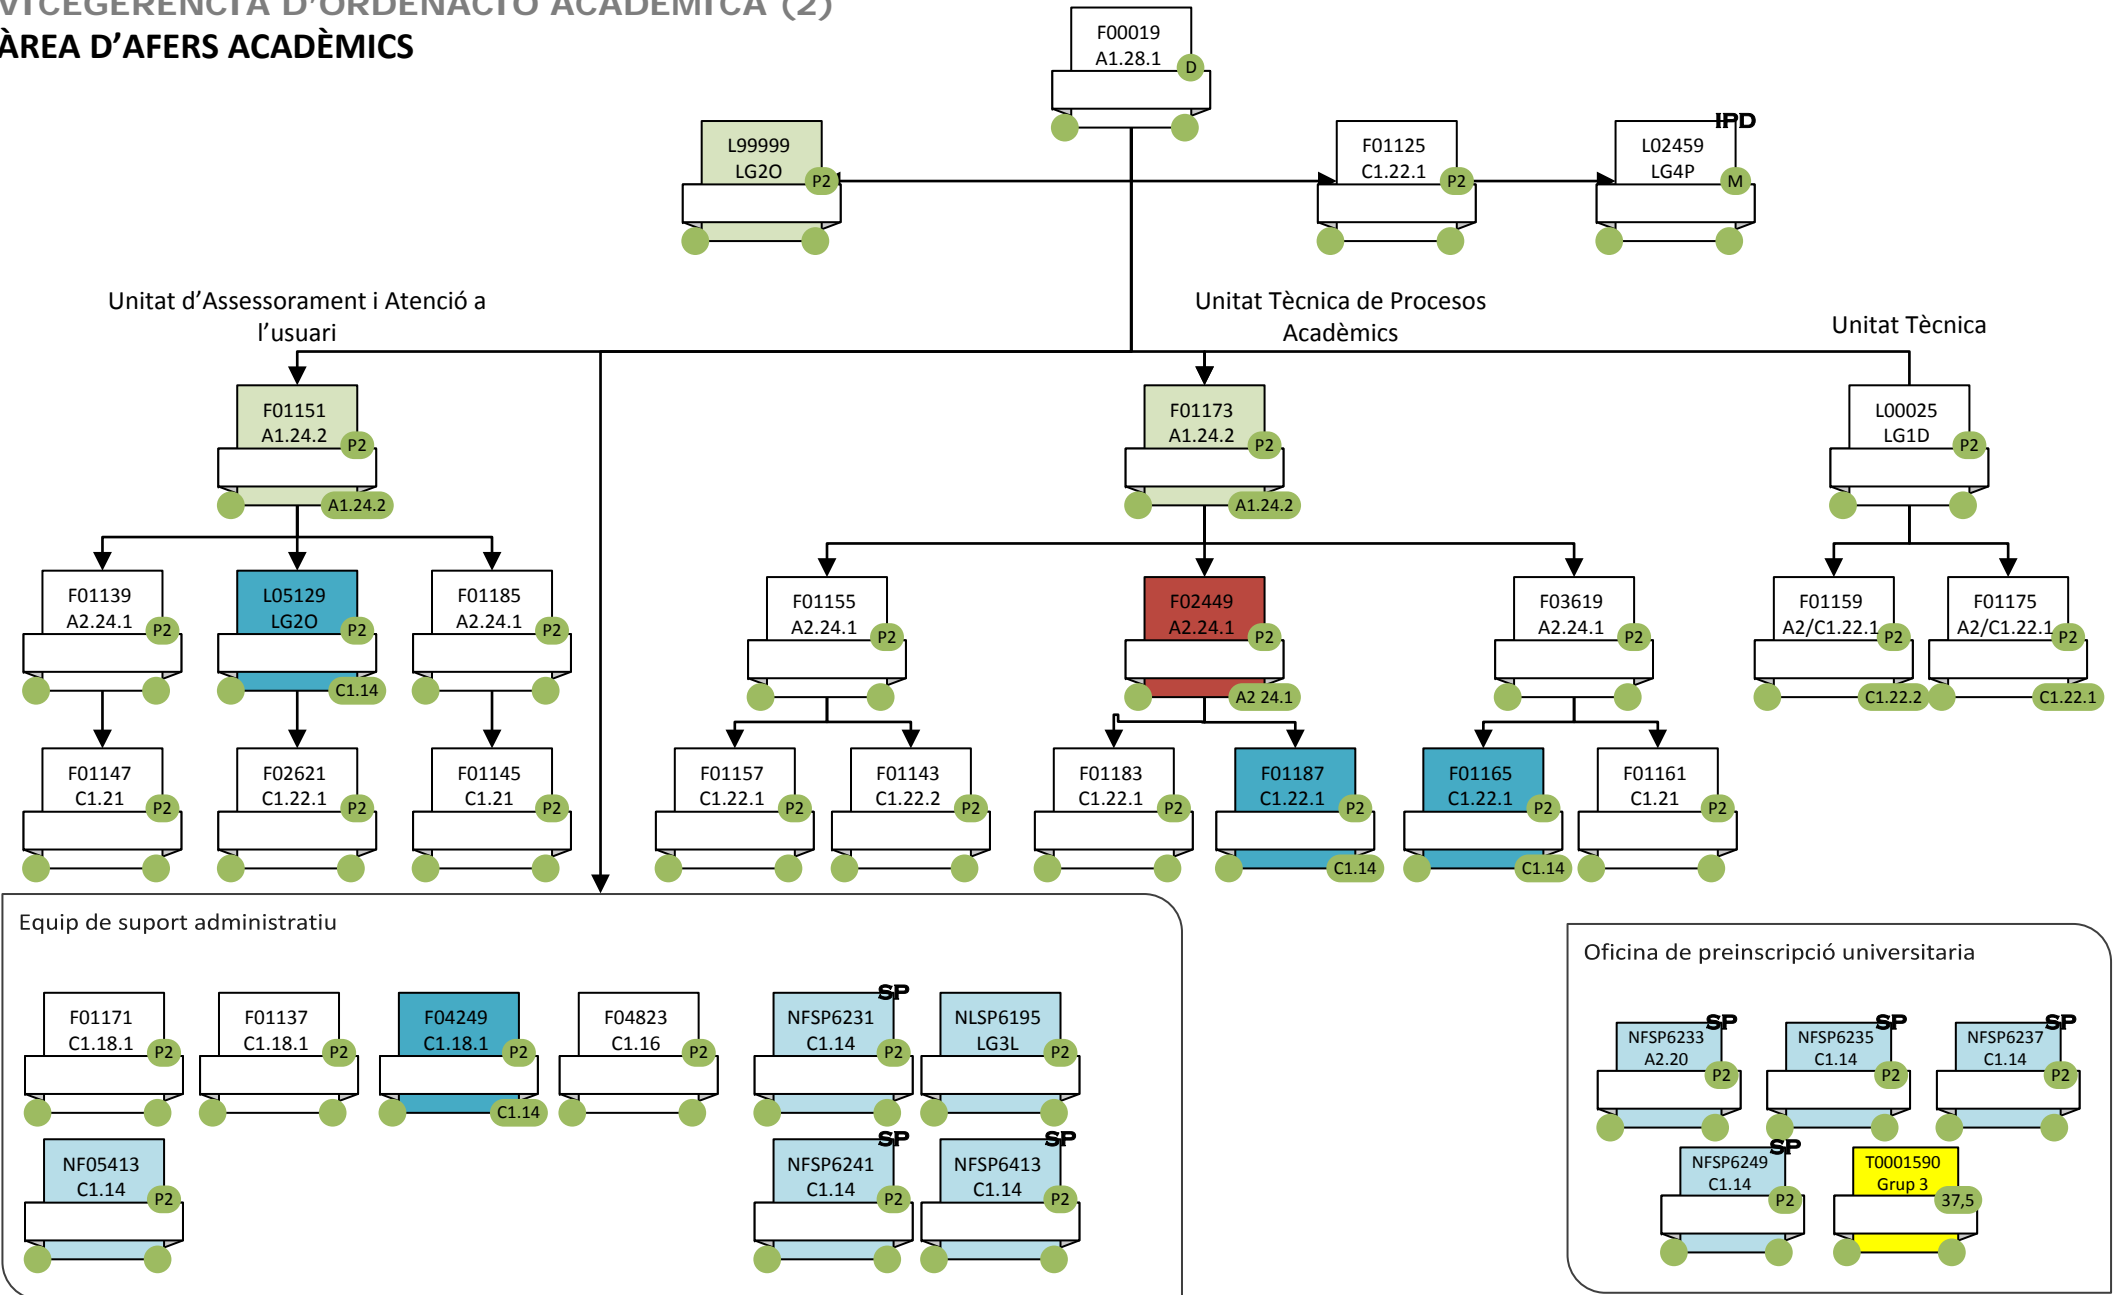 VICEGERÈNCIA D'ORDENACIÓ ACADÈMICA (2)
ÀREA D'AFERS ACADÈMICS
F00019
A1.28.1
D
L99999
LG2O
P2
F01125
C1.22.1
P2
IPD
L02459
LG4P
M
Unitat d'Assessorament i Atenció a
l'usuari
Unitat Tècnica de Procesos
Acadèmics
Unitat Tècnica
F01151
A1.24.2
P2
A1.24.2
F01173
A1.24.2
P2
A1.24.2
L00025
LG1D
P2
F01139
A2.24.1
P2
L05129
LG2O
P2
C1.14
F01185
A2.24.1
P2
F01155
A2.24.1
P2
F02449
A2.24.1
P2
A2 24.1
F03619
A2.24.1
P2
F01159
A2/C1.22.1
P2
C1.22.2
F01175
A2/C1.22.1
P2
C1.22.1
F01147
C1.21
P2
F02621
C1.22.1
P2
F01145
C1.21
P2
F01157
C1.22.1
P2
F01143
C1.22.2
P2
F01183
C1.22.1
P2
F01187
C1.22.1
P2
C1.14
F01165
C1.22.1
P2
C1.14
F01161
C1.21
P2
Equip de suport administratiu
F01171
C1.18.1
P2
F01137
C1.18.1
P2
F04249
C1.18.1
P2
C1.14
F04823
C1.16
P2
SP
NFSP6231
C1.14
P2
NLSP6195
LG3L
P2
NF05413
C1.14
P2
SP
NFSP6241
C1.14
P2
SP
NFSP6413
C1.14
P2
Oficina de preinscripció universitaria
SP
NFSP6233
A2.20
P2
SP
NFSP6235
C1.14
P2
SP
NFSP6237
C1.14
P2
SP
NFSP6249
C1.14
P2
T0001590
Grup 3
37,5